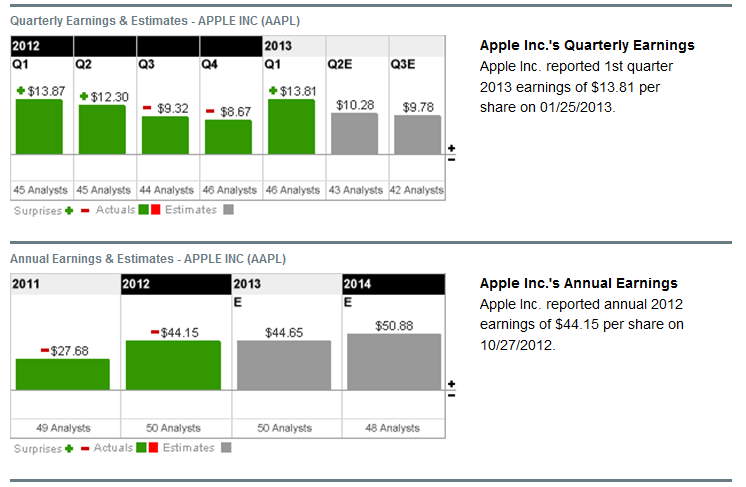 Quarterly Earnings & Estimates - APPLE INC (AAPL)
2012 2013
Q1 Q2 Q3 Q4 Q1 Q2E Q3E
+ $13.87 + $12.30 - $9.32 - $8.67 + $13.81 $10.28 $9.78
+
-
45 Analysts 45 Analysts 44 Analysts 46 Analysts 46 Analysts 43 Analysts 42 Analysts
Surprises + - Actuals Estimates
Apple Inc.'s Quarterly Earnings
Apple Inc. reported 1st quarter
2013 earnings of $13.81 per
share on 01/25/2013.
Annual Earnings & Estimates - APPLE INC (AAPL)
2011 2012 2013 2014
E E
-$27.68 -$44.15 $44.65 $50.88
+
-
49 Analysts 50 Analysts 50 Analysts 48 Analysts
Surprises + - Actuals Estimates
Apple Inc.'s Annual Earnings
Apple Inc. reported annual 2012
earnings of $44.15 per share on
10/27/2012.